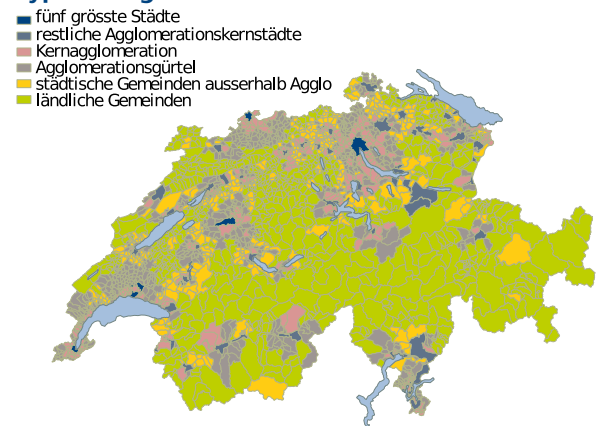 fünf grösste Städte
restliche Agglomerationskernstädte
Kernagglomeration
Agglomerationsgürtel
städtische Gemeinden ausserhalb Agglo
ländliche Gemeinden